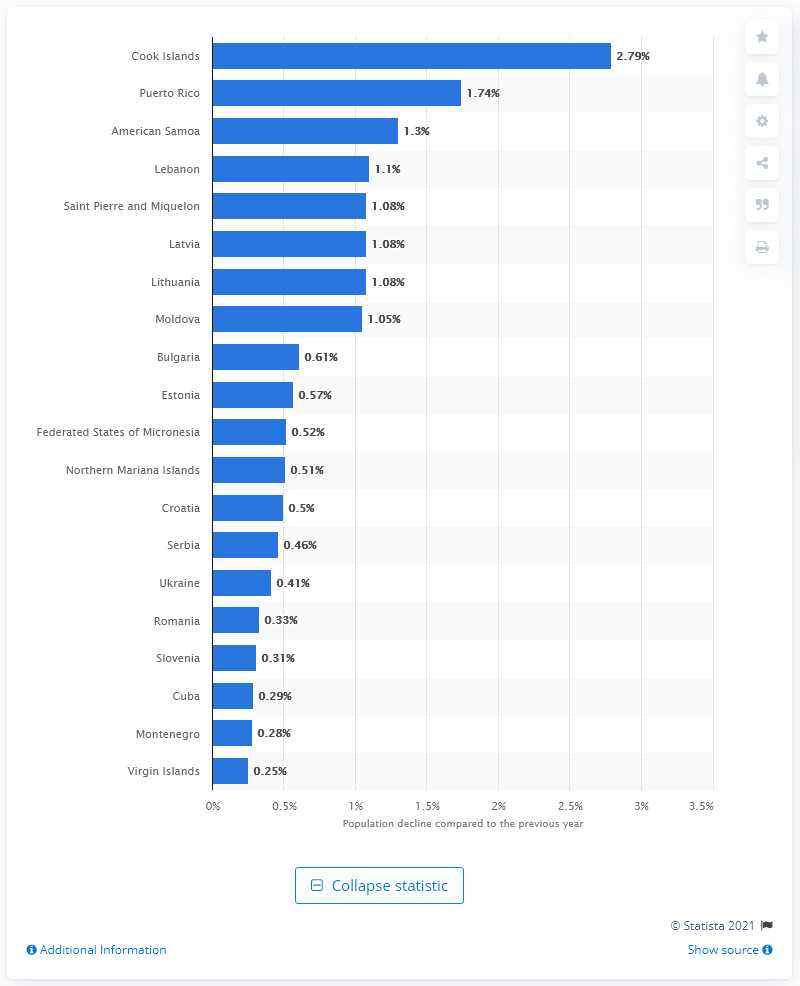 Cook Islands 2.79%
Puerto Rico 1.74%
American Samoa 1.3%
Lebanon 1.1%
Saint Pierre and Miquelon 1.08%
Latvia 1.08%
Lithuania 1.08%
Moldova 1.05%
Bulgaria 0.61%
Estonia 0.57%
Federated States of Micronesia 0.52%
Northern Mariana Islands 0.51%
Croatia 0.5%
Serbia 0.46%
Ukraine 0.41%
Romania 0.33%
Slovenia 0.31%
Cuba 0.29%
Montenegro 0.28%
Virgin Islands 0.25%
0% 0.5% 1% 1.5% 2% 2.5% 3% 3.5%
Population decline compared to the previous year
Collapse statistic
© Statista 2021
Additional Information Show source